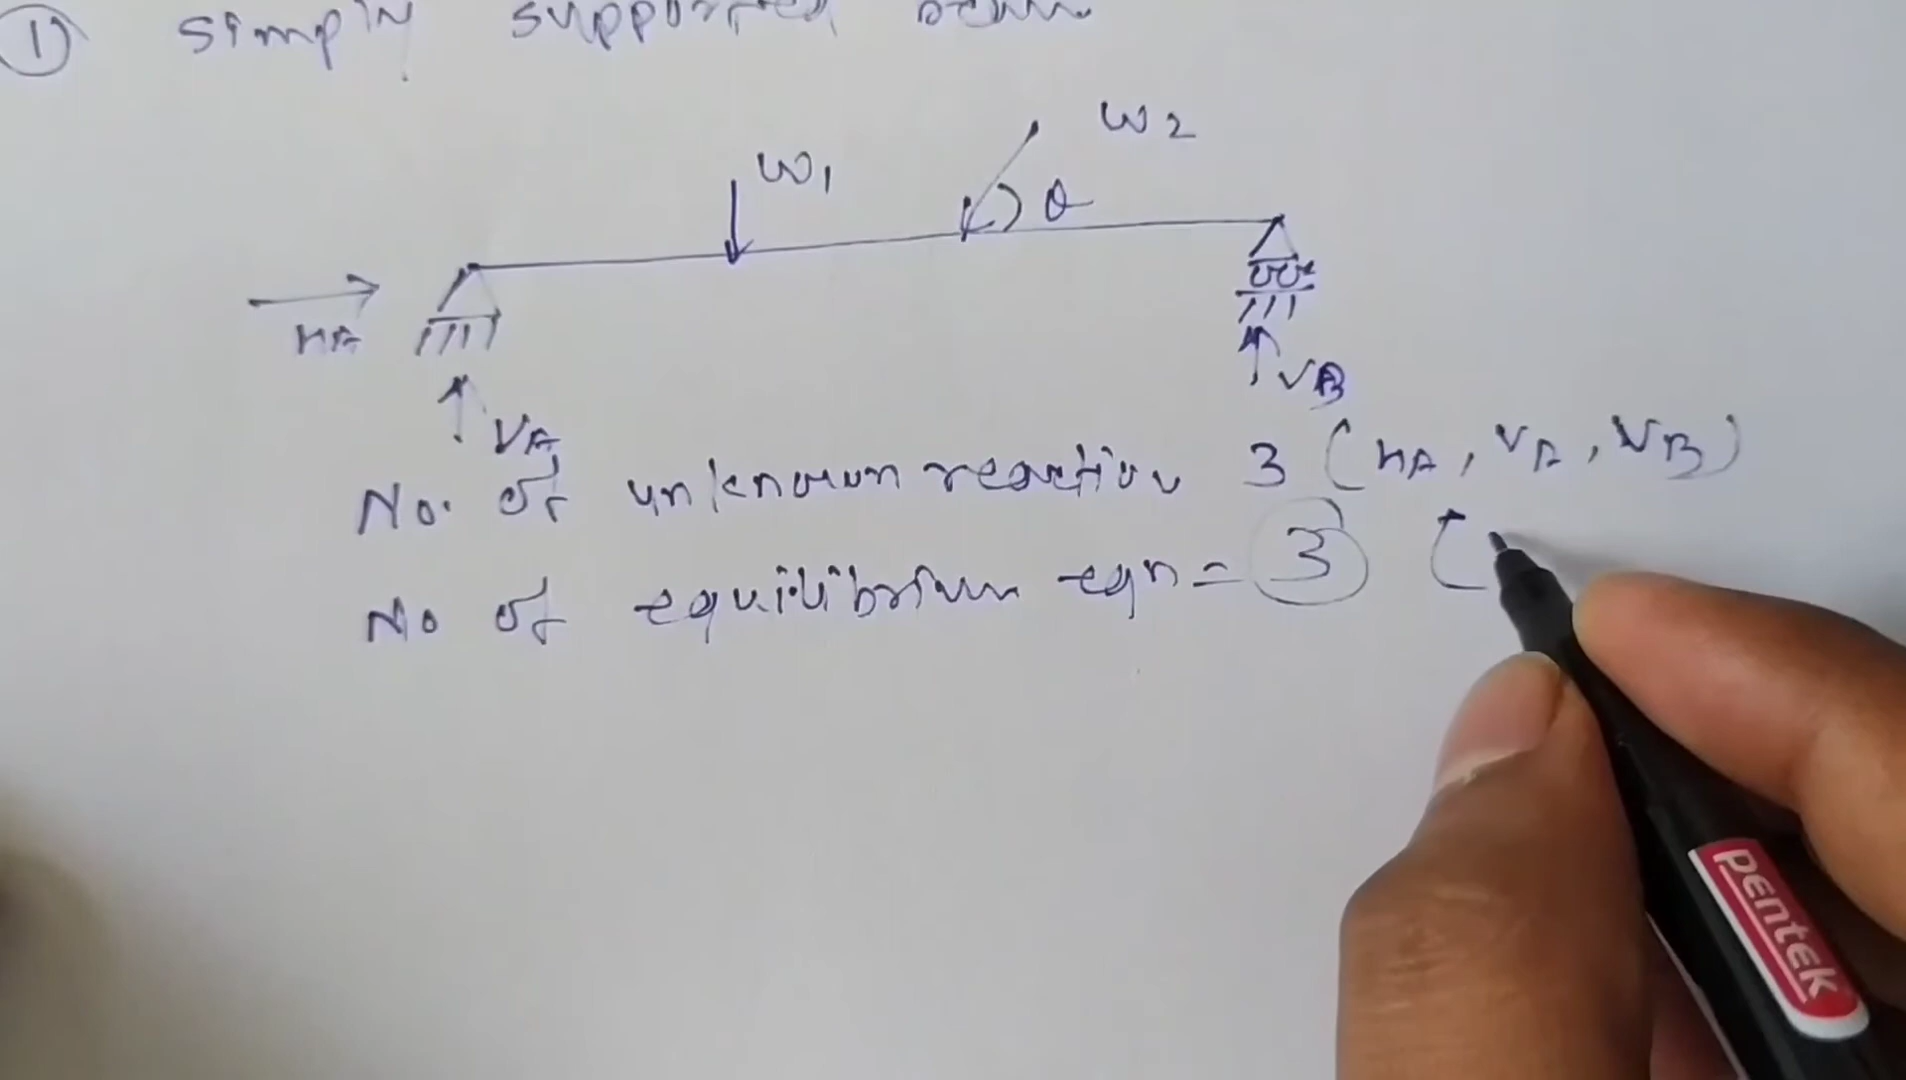 1) simply supported beam
W2
W1
θ
HA
VB
VA
No. of unknown reaction 3 (HA, VA, VB)
No of equilibrium eqn = 3 (
PENTEK